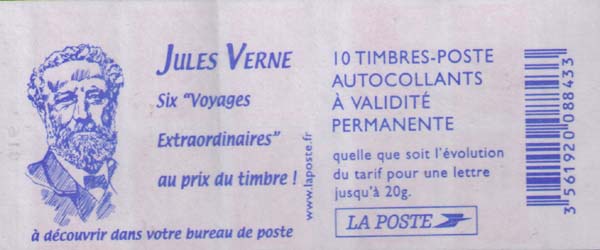 JULES VERNE
Six "Voyages
Extraordinaires"
au prix du timbre !
à découvrir dans votre bureau de poste
www.laposte.fr
10 TIMBRES-POSTE
AUTOCOLLANTS
À VALIDITÉ
PERMANENTE
quelle que soit l'évolution
du tarif pour une lettre
jusqu'à 20g.
LA POSTE
3 561920 088433